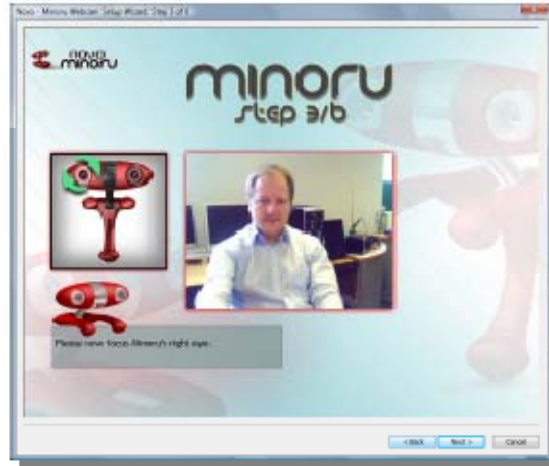 Novo - Minoru Webcam Setup Wizard: Step 3 of 6
novo
minoru
minoru
step 3/6
Please now focus Minoru's right eye.
< Back
Next >
Cancel